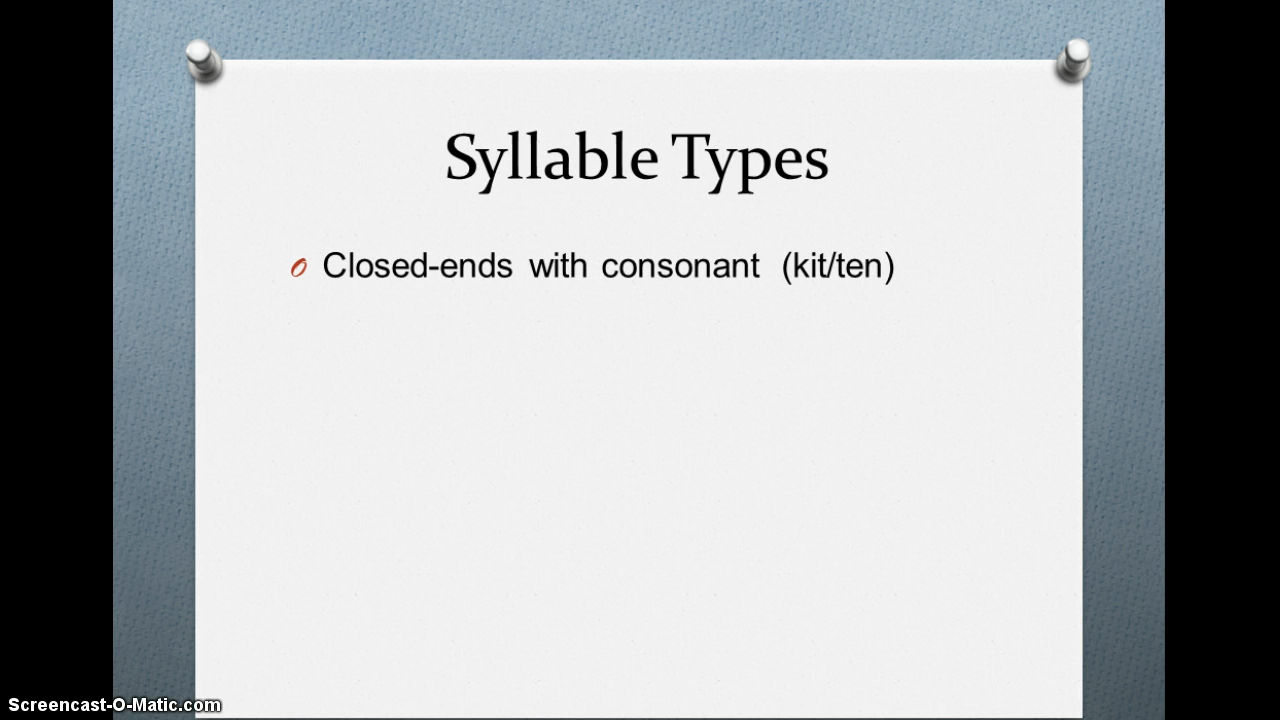 Syllable Types
Closed-ends with consonant (kit/ten)
Screencast-O-Matic.com